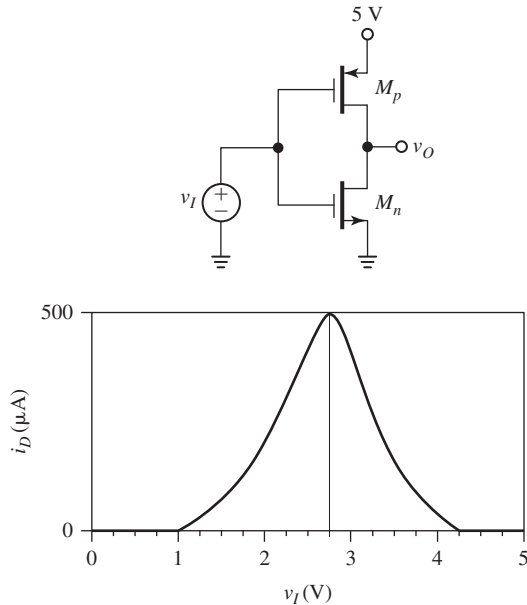 5 V
M_p
v_O
v_I
+
−
M_n
500
i_D (μA)
0
0 1 2 3 4 5
v_I (V)